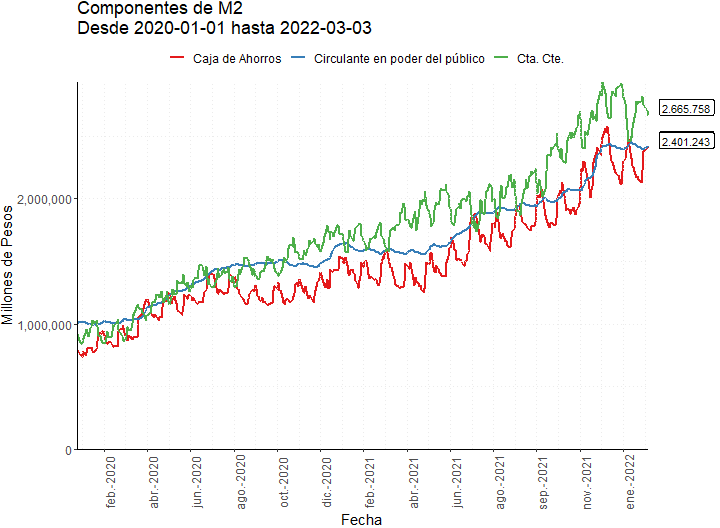 Componentes de M2
Desde 2020-01-01 hasta 2022-03-03
Caja de Ahorros Circulante en poder del público Cta. Cte.
2.665.758
2.401.243
2,000,000
1,000,000
0
Millones de Pesos
feb.-2020 abr.-2020 jun.-2020 ago.-2020 oct.-2020 dic.-2020 feb.-2021 abr.-2021 jun.-2021 ago.-2021 sep.-2021 nov.-2021 ene.-2022
Fecha